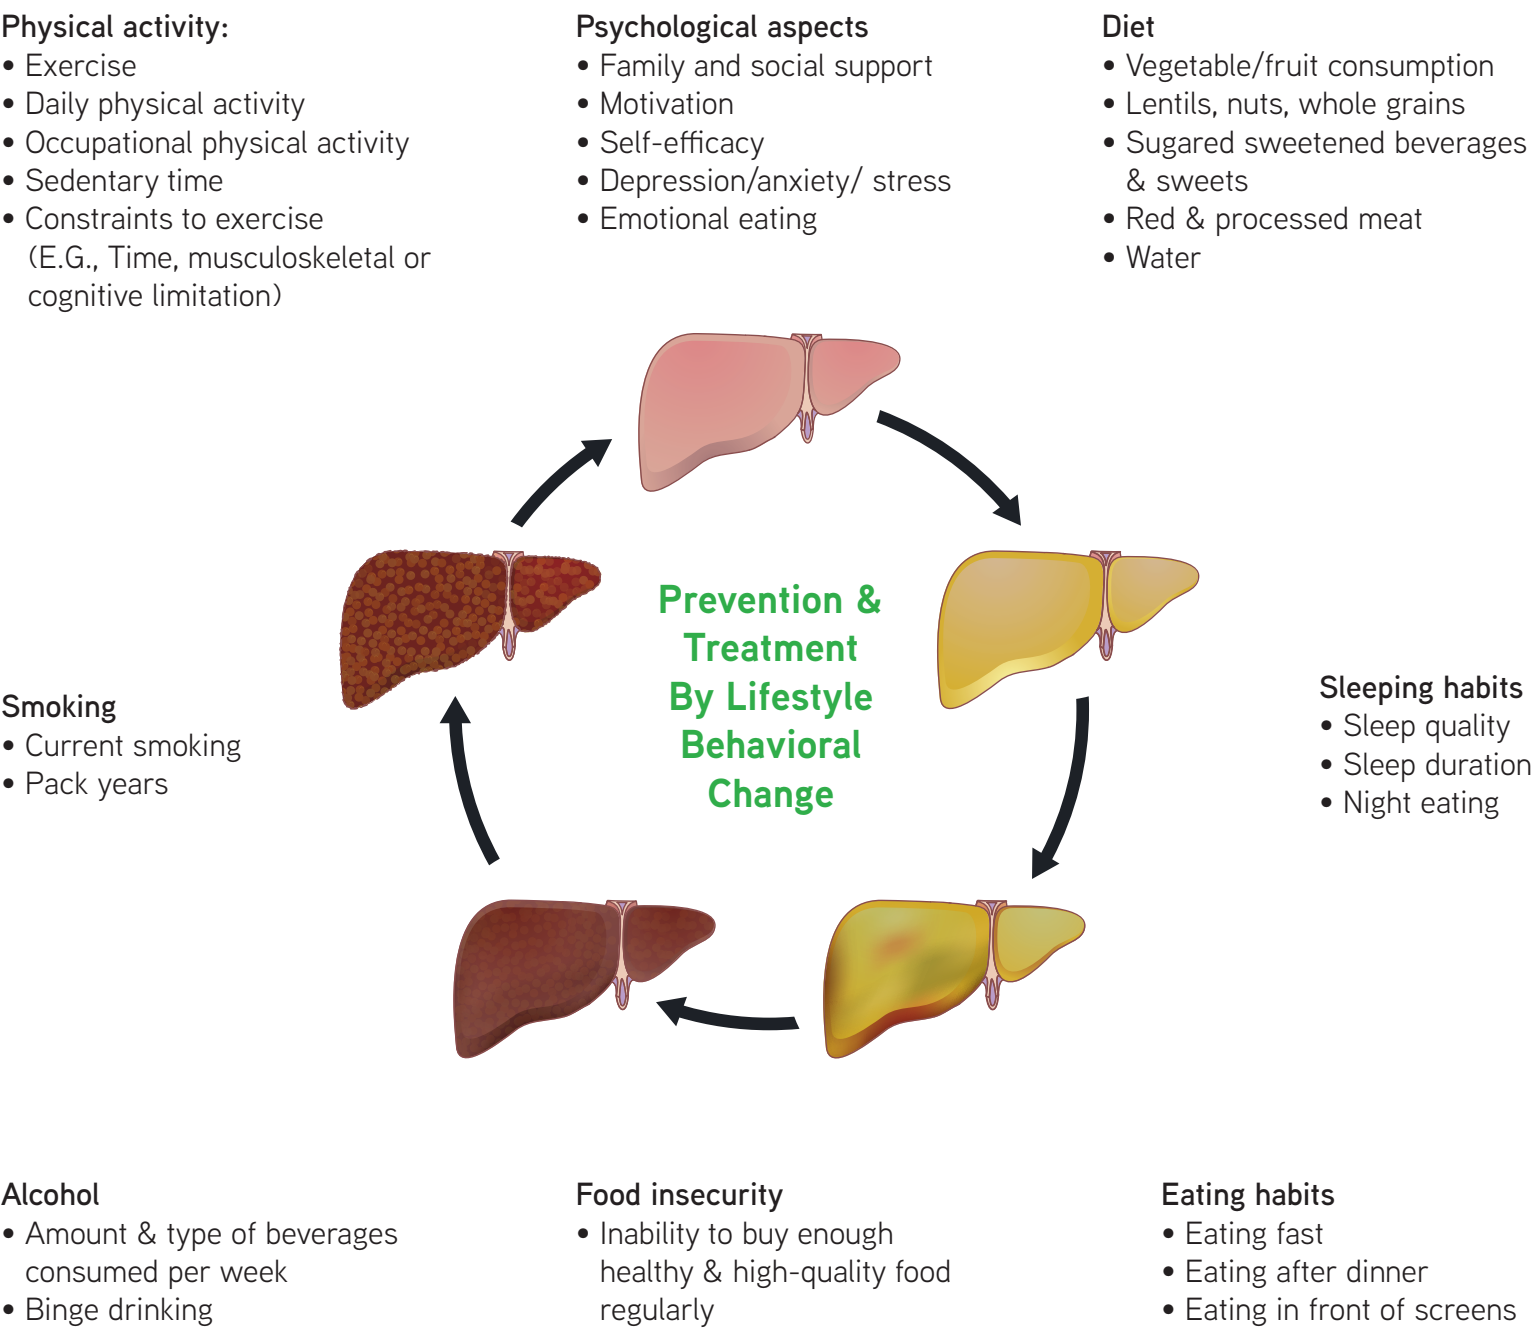 Physical activity:
• Exercise
• Daily physical activity
• Occupational physical activity
• Sedentary time
• Constraints to exercise
(E.G., Time, musculoskeletal or
cognitive limitation)
Psychological aspects
• Family and social support
• Motivation
• Self-efficacy
• Depression/anxiety/ stress
• Emotional eating
Diet
• Vegetable/fruit consumption
• Lentils, nuts, whole grains
• Sugared sweetened beverages
& sweets
• Red & processed meat
• Water
Prevention &
Treatment
By Lifestyle
Behavioral
Change
Smoking
• Current smoking
• Pack years
Sleeping habits
• Sleep quality
• Sleep duration
• Night eating
Alcohol
• Amount & type of beverages
consumed per week
• Binge drinking
Food insecurity
• Inability to buy enough
healthy & high-quality food
regularly
Eating habits
• Eating fast
• Eating after dinner
• Eating in front of screens